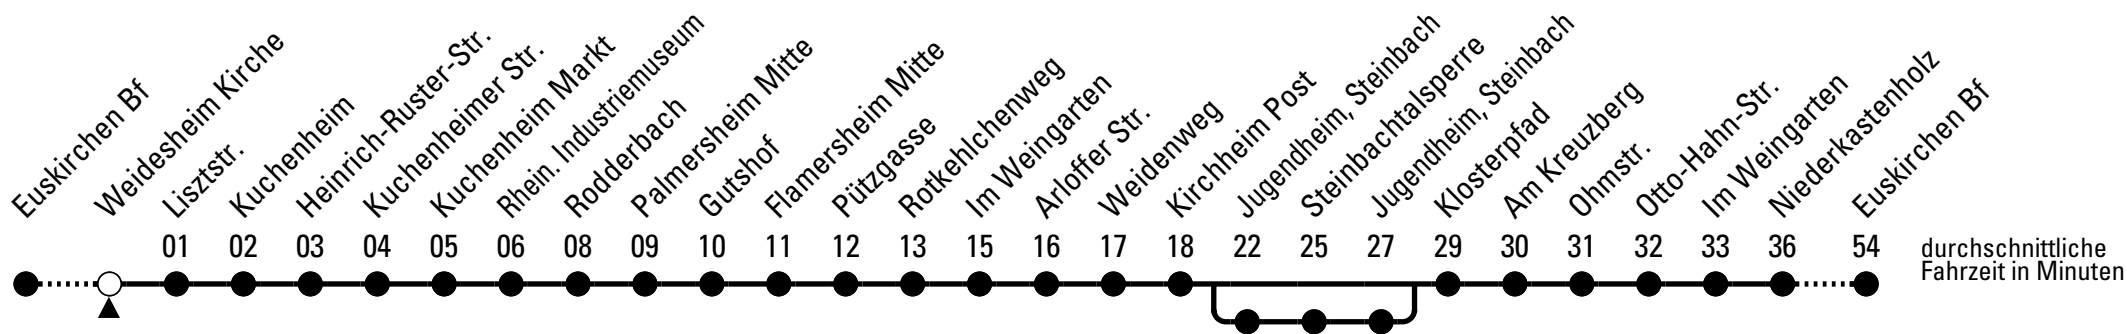 Euskirchen Bf
Weidesheim Kirche
Lisztstr.
Kuchenheim
Heinrich-Ruster-Str.
Kuchenheimer Str.
Kuchenheim Markt
Rhein. Industriemuseum
Rodderbach
Palmersheim Mitte
Gutshof
Flamersheim Mitte
Pützgasse
Rotkehlchenweg
Im Weingarten
Arloffer Str.
Weidenweg
Kirchheim Post
Jugendheim, Steinbach
Steinbachtalsperre
Jugendheim, Steinbach
Klosterpfad
Am Kreuzberg
Ohmstr.
Otto-Hahn-Str.
Im Weingarten
Niederkastenholz
Euskirchen Bf
01 02 03 04 05 06 08 09 10 11 12 13 15 16 17 18 22 25 27 29 30 31 32 33 36 54
durchschnittliche
Fahrzeit in Minuten